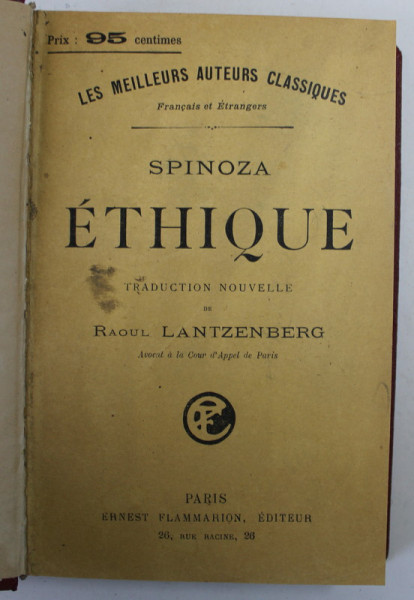 Prix : 95 centimes
LES MEILLEURS AUTEURS CLASSIQUES
Français et Étrangers
SPINOZA
ÉTHIQUE
TRADUCTION NOUVELLE
DE
RAOUL LANTZENBERG
Avocat à la Cour d'Appel de Paris
PARIS
ERNEST FLAMMARION, ÉDITEUR
26, RUE RACINE, 26